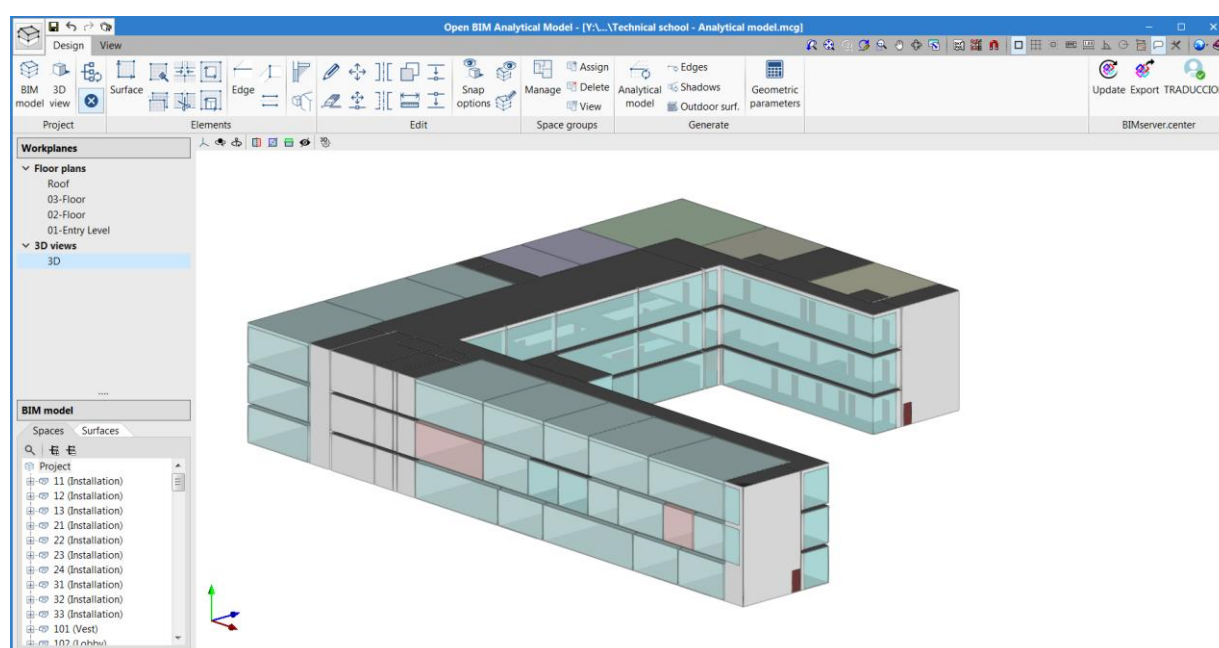 Open BIM Analytical Model - [Y:\...\Technical school - Analytical model.mcg]
Design View
BIM model
3D view
Surface
Edge
Snap options
Manage
Assign
Delete
View
Analytical model
Edges
Shadows
Outdoor surf.
Geometric parameters
Update Export TRADUCCIO
Project Elements Edit Space groups Generate BIMserver.center
Workplanes
Floor plans
Roof
03-Floor
02-Floor
01-Entry Level
3D views
3D
BIM model
Spaces Surfaces
Project
11 (Installation)
12 (Installation)
13 (Installation)
21 (Installation)
22 (Installation)
23 (Installation)
24 (Installation)
31 (Installation)
32 (Installation)
33 (Installation)
101 (Vest)
102 (Lobby)